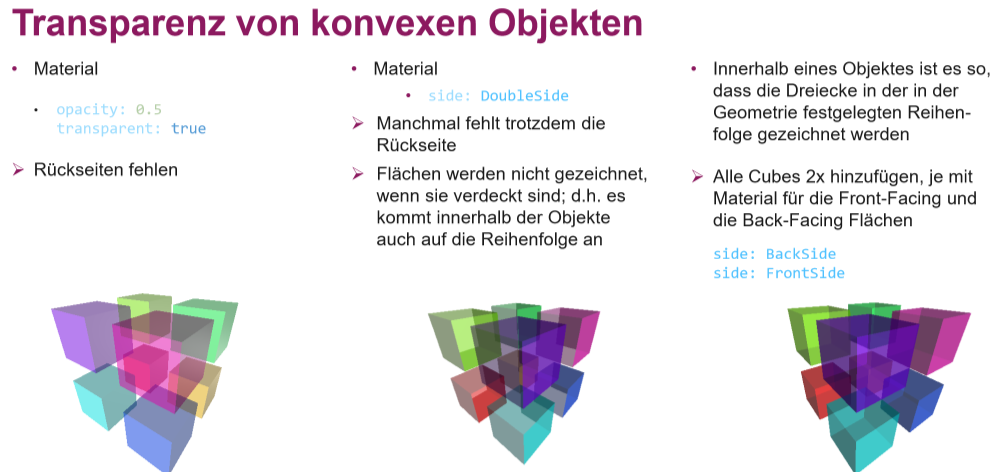 Transparenz von konvexen Objekten
• Material
• opacity: 0.5
transparent: true
➢ Rückseiten fehlen
• Material
• side: DoubleSide
➢ Manchmal fehlt trotzdem die
Rückseite
➢ Flächen werden nicht gezeichnet,
wenn sie verdeckt sind; d.h. es
kommt innerhalb der Objekte
auch auf die Reihenfolge an
• Innerhalb eines Objektes ist es so,
dass die Dreiecke in der in der
Geometrie festgelegten Reihen-
folge gezeichnet werden
➢ Alle Cubes 2x hinzufügen, je mit
Material für die Front-Facing und
die Back-Facing Flächen
side: BackSide
side: FrontSide